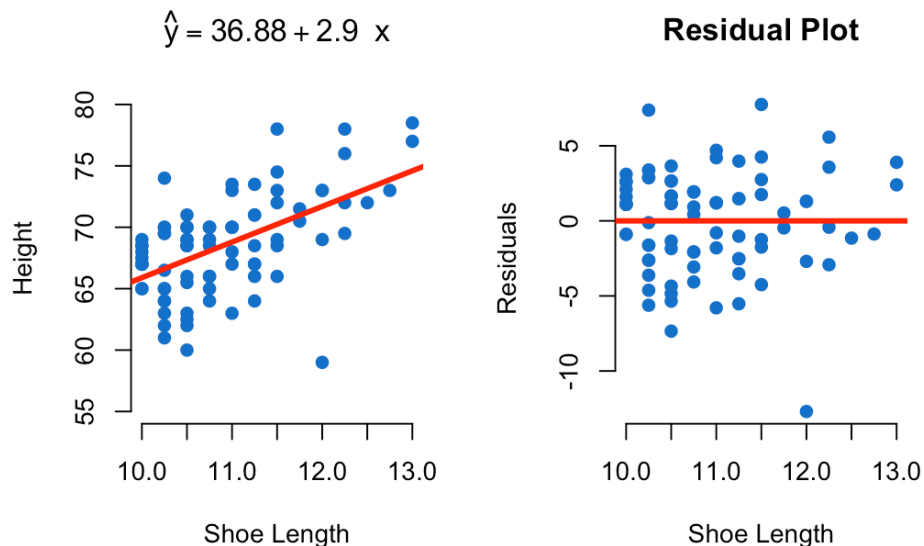 ŷ = 36.88 + 2.9 x
Height
80
75
70
65
60
55
10.0 11.0 12.0 13.0
Shoe Length
Residual Plot
Residuals
5
0
-5
-10
10.0 11.0 12.0 13.0
Shoe Length